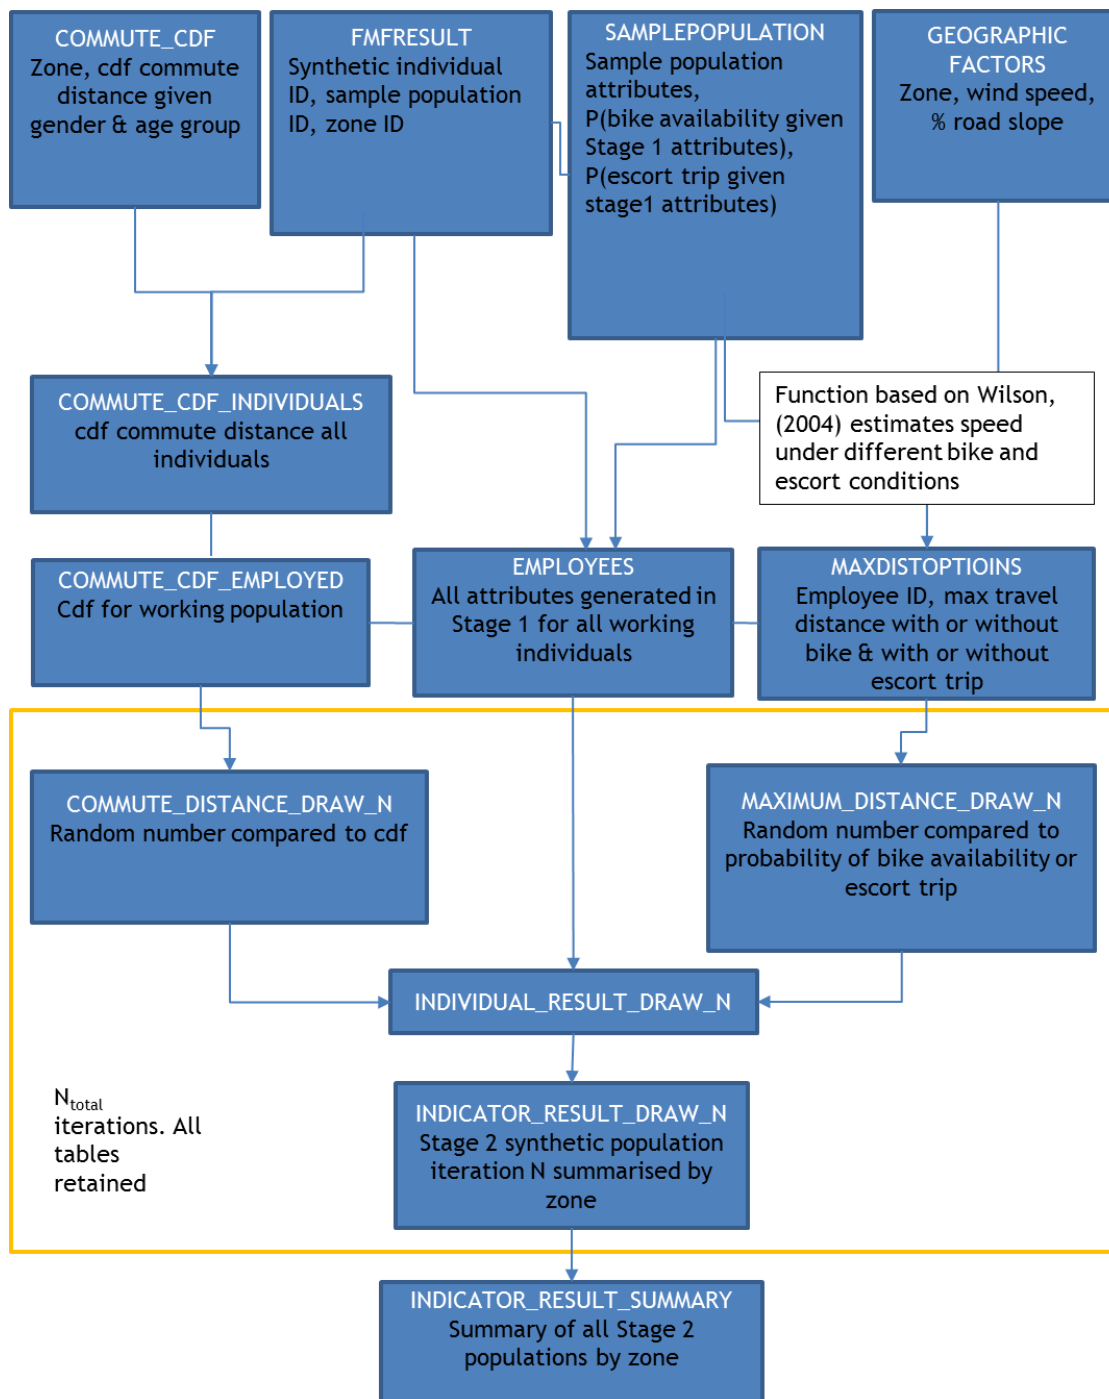 COMMUTE_CDF
Zone, cdf commute
distance given
gender & age group
FMFRESULT
Synthetic individual
ID, sample population
ID, zone ID
SAMPLEPOPULATION
Sample population
attributes,
P(bike availability given
Stage 1 attributes),
P(escort trip given
stage1 attributes)
GEOGRAPHIC
FACTORS
Zone, wind speed,
% road slope
COMMUTE_CDF_INDIVIDUALS
cdf commute distance all
individuals
Function based on Wilson,
(2004) estimates speed
under different bike and
escort conditions
COMMUTE_CDF_EMPLOYED
Cdf for working
population
EMPLOYEES
All attributes generated in
Stage 1 for all working
individuals
MAXDISTOPTIOINS
Employee ID, max travel
distance with or without
bike & with or without
escort trip
COMMUTE_DISTANCE_DRAW_N
Random number compared to cdf
MAXIMUM_DISTANCE_DRAW_N
Random number compared to
probability of bike availability or
escort trip
INDIVIDUAL_RESULT_DRAW_N
N total
iterations. All
tables
retained
INDICATOR_RESULT_DRAW_N
Stage 2 synthetic population
iteration N summarised by
zone
INDICATOR_RESULT_SUMMARY
Summary of all Stage 2
populations by zone